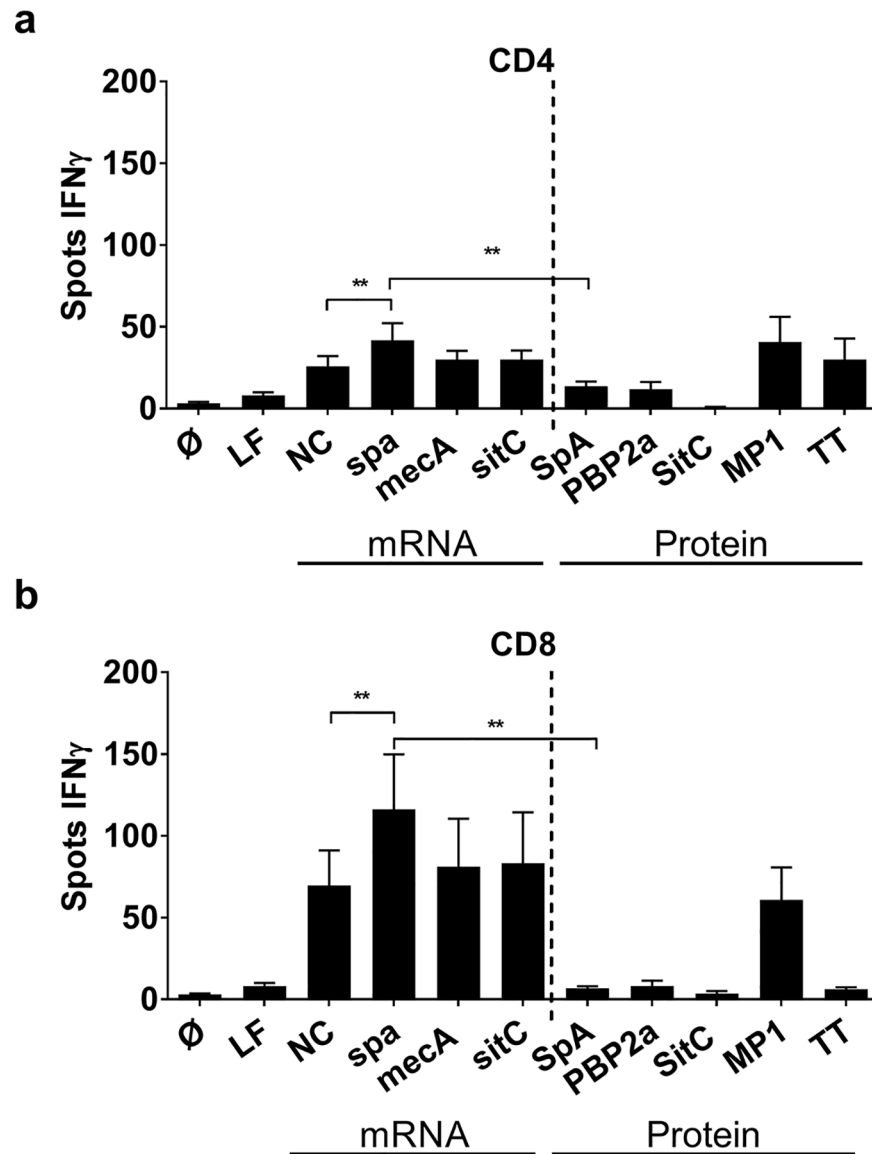 a
CD4
200
150
100
50
0
Spots IFNγ
**
**
Ø LF NC spa mecA sitC SpA PBP2a SitC MP1 TT
mRNA Protein
b
CD8
200
150
100
50
0
Spots IFNγ
**
**
Ø LF NC spa mecA sitC SpA PBP2a SitC MP1 TT
mRNA Protein